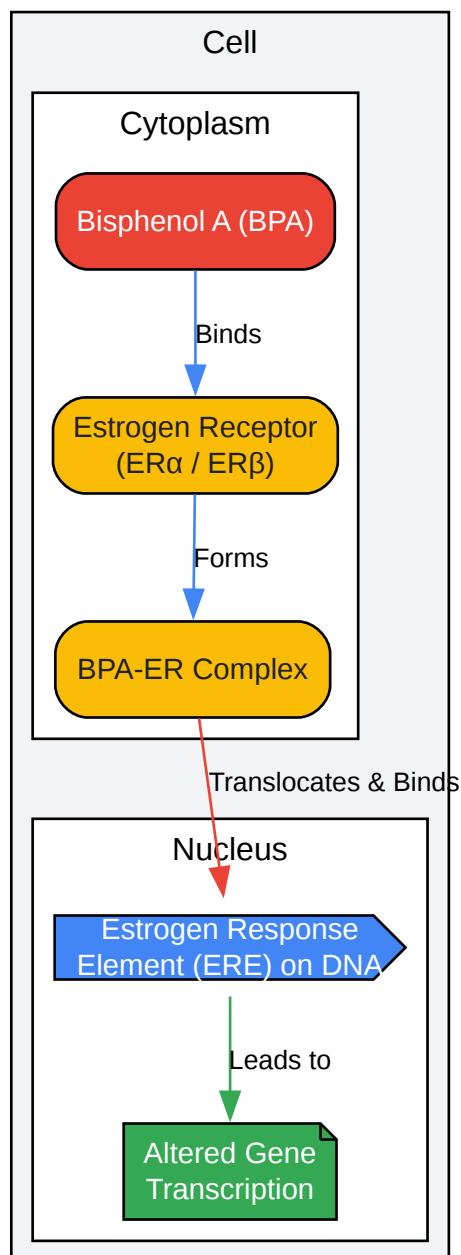 Cell
Cytoplasm
Bisphenol A (BPA)
Binds
Estrogen Receptor
(ERα / ERβ)
Forms
BPA-ER Complex
Translocates & Binds
Nucleus
Estrogen Response
Element (ERE) on DNA
Leads to
Altered Gene
Transcription